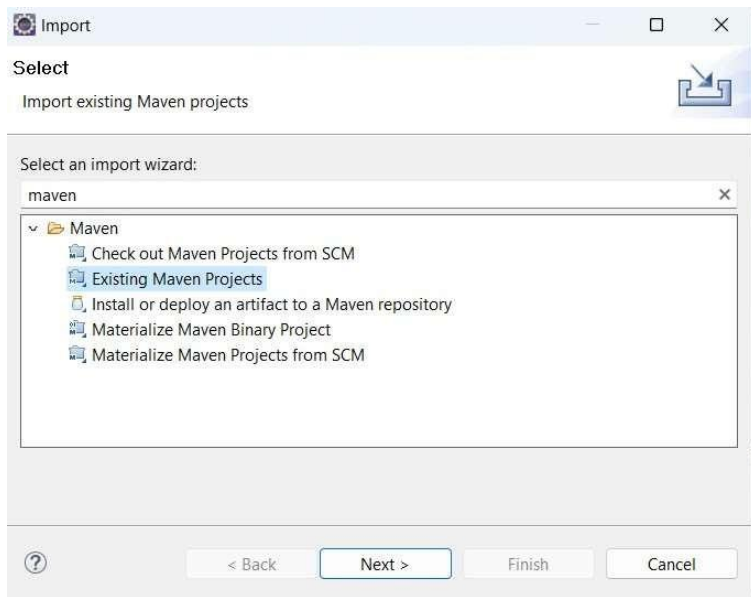 Import
Select
Import existing Maven projects
Select an import wizard:
maven
Maven
Check out Maven Projects from SCM
Existing Maven Projects
Install or deploy an artifact to a Maven repository
Materialize Maven Binary Project
Materialize Maven Projects from SCM
? < Back Next > Finish Cancel